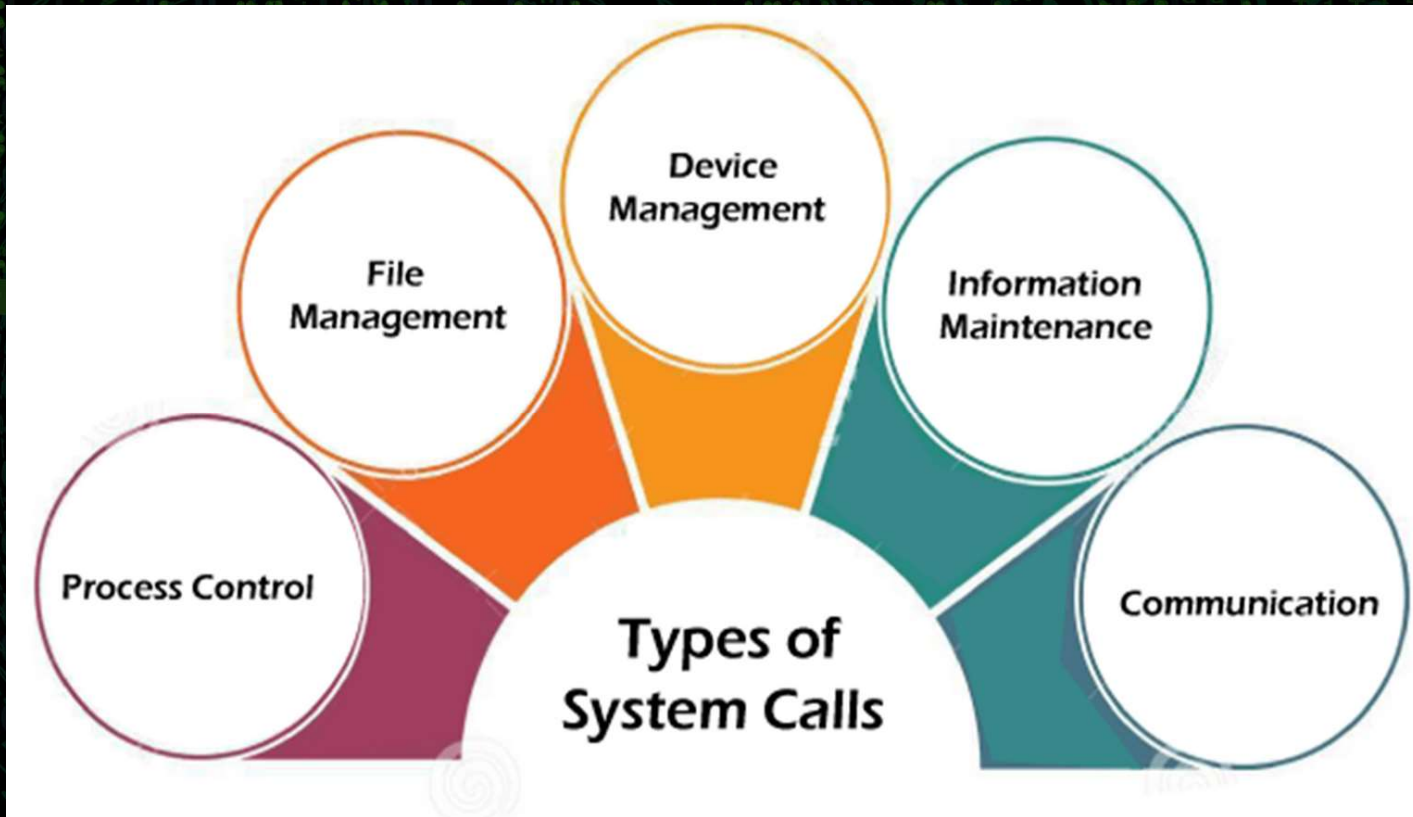 Device
Management
File
Management
Information
Maintenance
Process Control
Communication
Types of
System Calls